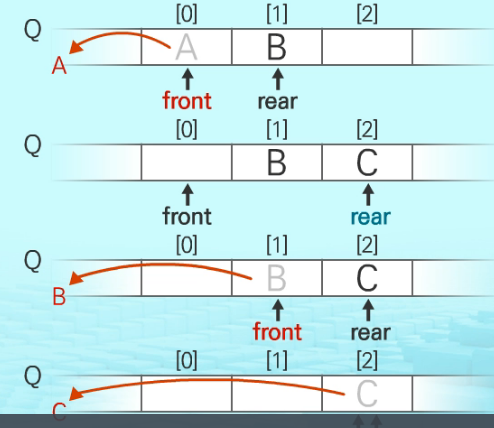 [0] [1] [2]
Q A B
A
front rear
[0] [1] [2]
Q B C
front rear
[0] [1] [2]
Q B C
B
front rear
[0] [1] [2]
Q C
C